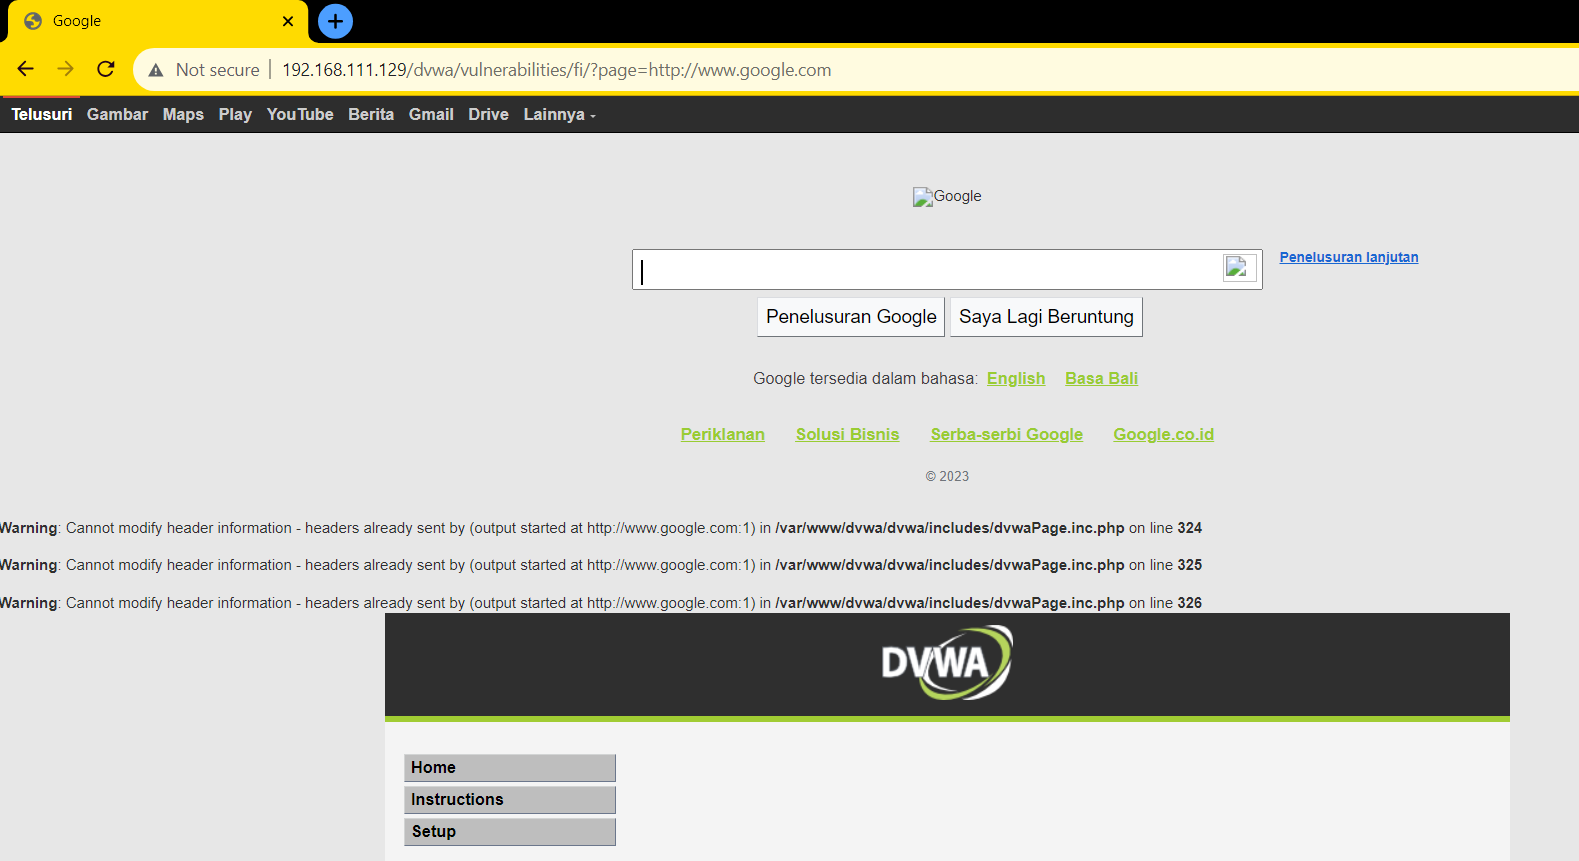 Google
Not secure 192.168.111.129/dvwa/vulnerabilities/fi/?page=http://www.google.com
Telusuri Gambar Maps Play YouTube Berita Gmail Drive Lainnya
Google
Penelusuran lanjutan
Penelusuran Google Saya Lagi Beruntung
Google tersedia dalam bahasa: English Basa Bali
Periklanan Solusi Bisnis Serba-serbi Google Google.co.id
© 2023
Warning: Cannot modify header information - headers already sent by (output started at http://www.google.com:1) in /var/www/dvwa/dvwa/includes/dvwaPage.inc.php on line 324
Warning: Cannot modify header information - headers already sent by (output started at http://www.google.com:1) in /var/www/dvwa/dvwa/includes/dvwaPage.inc.php on line 325
Warning: Cannot modify header information - headers already sent by (output started at http://www.google.com:1) in /var/www/dvwa/dvwa/includes/dvwaPage.inc.php on line 326
DVWA
Home
Instructions
Setup